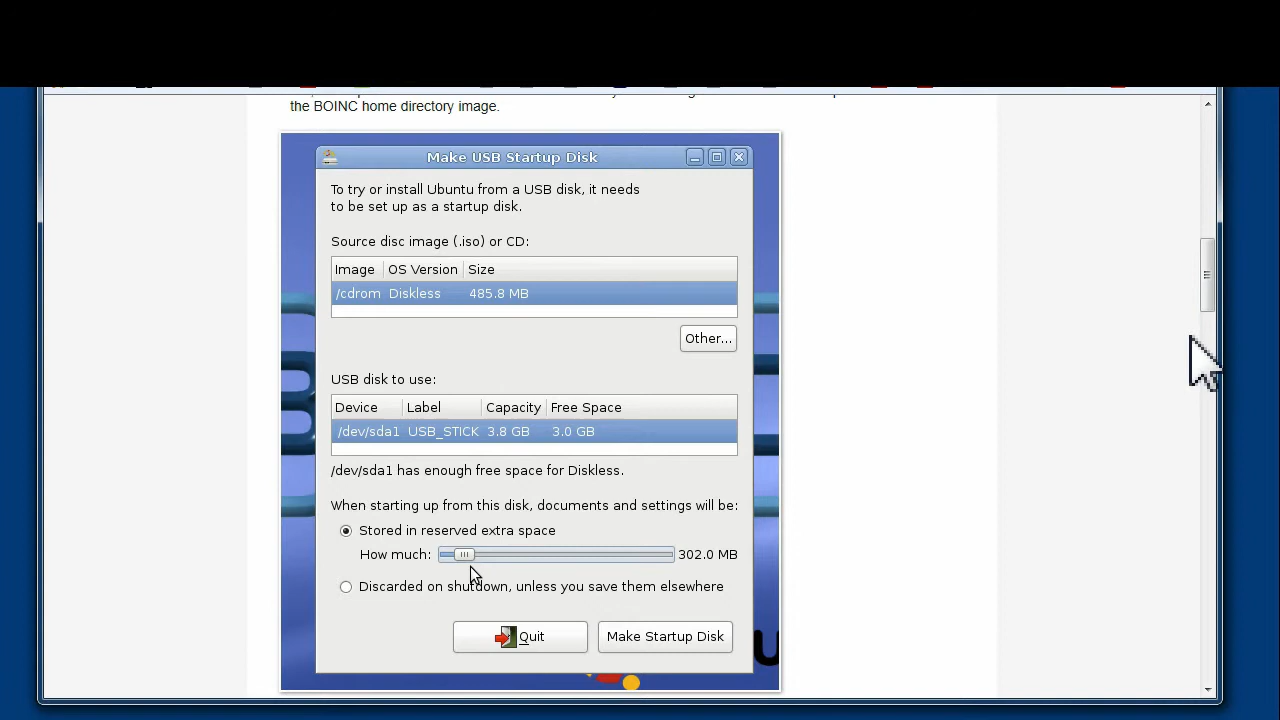 the BOINC home directory image.
Make USB Startup Disk
To try or install Ubuntu from a USB disk, it needs
to be set up as a startup disk.
Source disc image (.iso) or CD:
Image OS Version Size
/cdrom Diskless 485.8 MB
Other...
USB disk to use:
Device Label Capacity Free Space
/dev/sda1 USB_STICK 3.8 GB 3.0 GB
/dev/sda1 has enough free space for Diskless.
When starting up from this disk, documents and settings will be:
Stored in reserved extra space
How much: 302.0 MB
Discarded on shutdown, unless you save them elsewhere
Quit Make Startup Disk